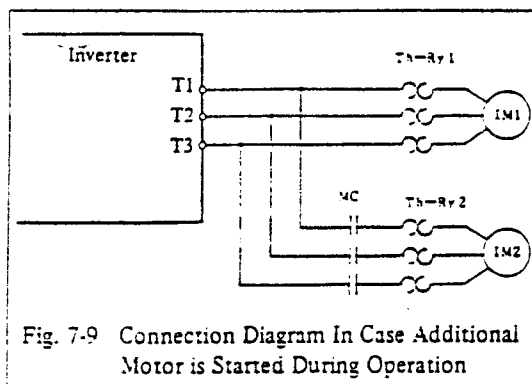 Inverter
Th-Ry1
T1
T2
IM1
T3
MC
Th-Ry2
IM2
Fig. 7-9 Connection Diagram In Case Additional
Motor is Started During Operation